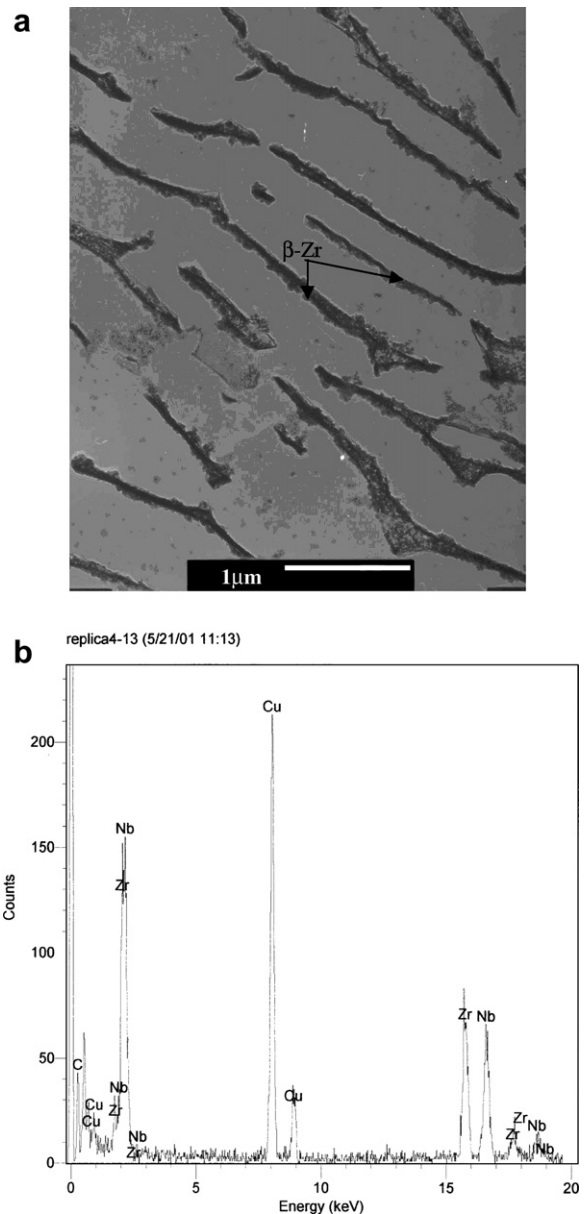 a
β-Zr
1μm
b
replica4-13 (5/21/01 11:13)
Cu
200
Nb
150
Zr
Counts
100
Zr
Nb
50
C
Nb
Cu
Zr
Cu
Cu
Nb
Zr
Zr
Zr
Nb
Nb
0
0 5 10 15 20
Energy (keV)